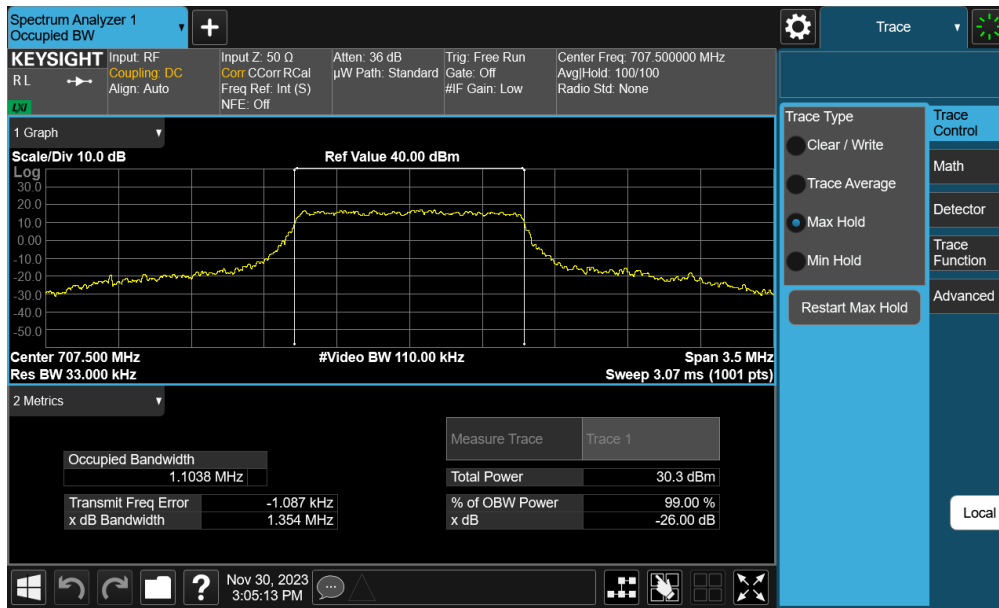 Spectrum Analyzer 1
Occupied BW
Trace
KEYSIGHT
R L
LXI
Input: RF
Coupling: DC
Align: Auto
Input Z: 50 Ω
Corr CCorr RCal
Freq Ref: Int (S)
NFE: Off
Atten: 36 dB
µW Path: Standard
Trig: Free Run
Gate: Off
#IF Gain: Low
Center Freq: 707.500000 MHz
Avg|Hold: 100/100
Radio Std: None
1 Graph
Scale/Div 10.0 dB
Ref Value 40.00 dBm
Log
30.0
20.0
10.0
0.00
-10.0
-20.0
-30.0
-40.0
-50.0
Center 707.500 MHz
#Video BW 110.00 kHz
Span 3.5 MHz
Res BW 33.000 kHz
Sweep 3.07 ms (1001 pts)
2 Metrics
Measure Trace
Trace 1
Occupied Bandwidth
1.1038 MHz
Total Power
30.3 dBm
Transmit Freq Error
-1.087 kHz
% of OBW Power
99.00 %
x dB Bandwidth
1.354 MHz
x dB
-26.00 dB
Trace Type
Clear / Write
Trace Average
Max Hold
Min Hold
Restart Max Hold
Trace
Control
Math
Detector
Trace
Function
Advanced
Local
?
Nov 30, 2023
3:05:13 PM